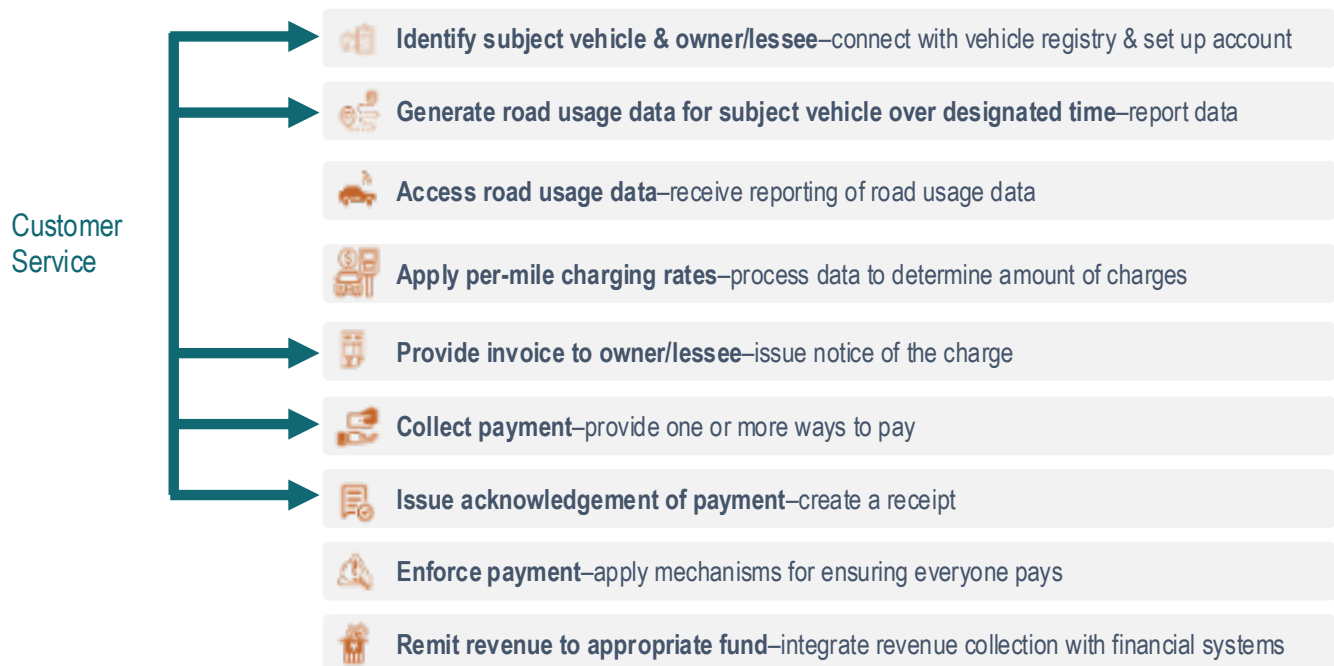 Identify subject vehicle & owner/lessee–connect with vehicle registry & set up account
Generate road usage data for subject vehicle over designated time–report data
Access road usage data–receive reporting of road usage data
Customer
Service
Apply per-mile charging rates–process data to determine amount of charges
Provide invoice to owner/lessee–issue notice of the charge
Collect payment–provide one or more ways to pay
Issue acknowledgement of payment–create a receipt
Enforce payment–apply mechanisms for ensuring everyone pays
Remit revenue to appropriate fund–integrate revenue collection with financial systems